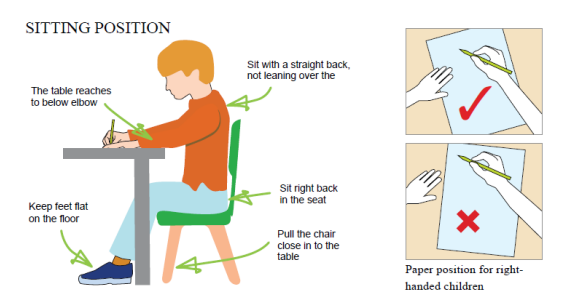 SITTING POSITION
Sit with a straight back,
not leaning over the
The table reaches
to below elbow
Sit right back
in the seat
Keep feet flat
on the floor
Pull the chair
close in to the
table
Paper position for right-
handed children